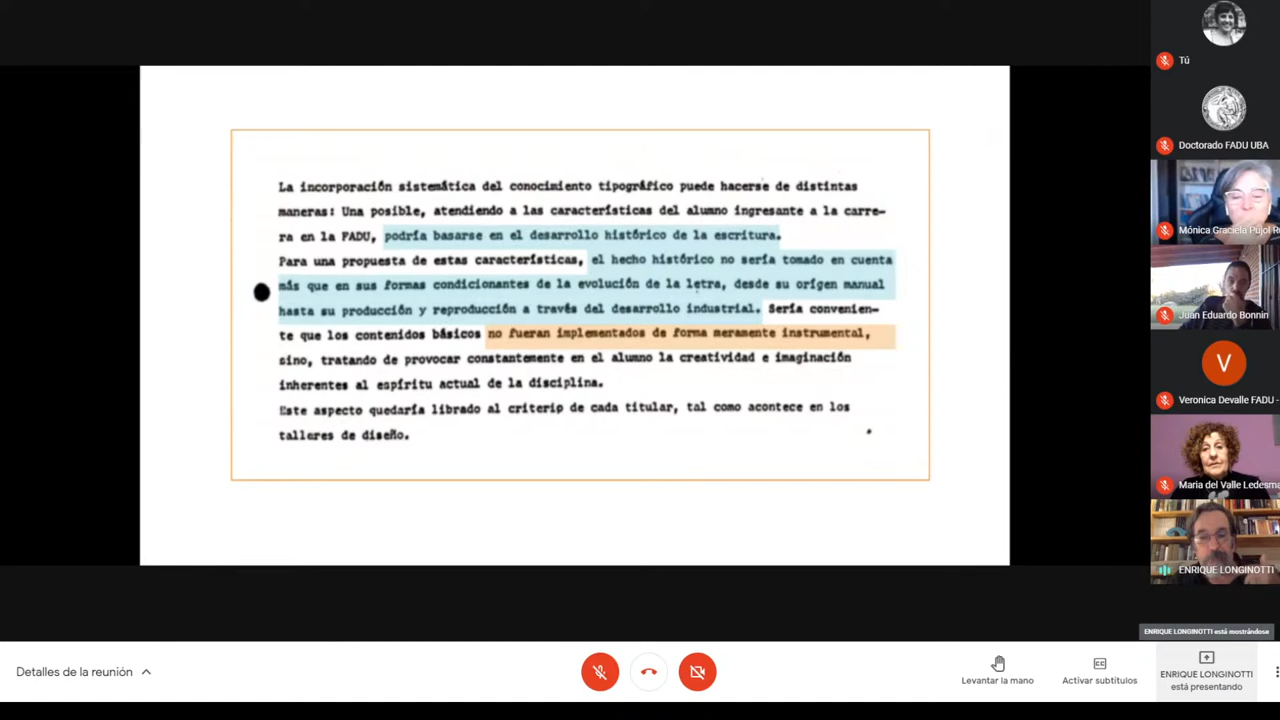 La incorporación sistemática del conocimiento tipográfico puede hacerse de distintas
maneras: Una posible, atendiendo a las características del alumno ingresante a la carre-
ra en la FADU, podría basarse en el desarrollo histórico de la escritura.
Para una propuesta de estas características, el hecho histórico no sería tomado en cuenta
más que en sus formas condicionantes de la evolución de la letra, desde su orígen manual
hasta su producción y reproducción a través del desarrollo industrial. Sería convenien-
te que los contenidos básicos no fueran implementados de forma meramente instrumental,
sino, tratando de provocar constantemente en el alumno la creatividad e imaginación
inherentes al espíritu actual de la disciplina.
Este aspecto quedaría librado al criterio de cada titular, tal como acontece en los
talleres de diseño.
Tú
Doctorado FADU UBA
Mónica Graciela Pujol R
Juan Eduardo Bonnin
V
Veronica Devalle FADU -
Maria del Valle Ledesma
ENRIQUE LONGINOTTI
ENRIQUE LONGINOTTI está mostrándose
Detalles de la reunión
Levantar la mano
Activar subtítulos
ENRIQUE LONGINOTTI
está presentando